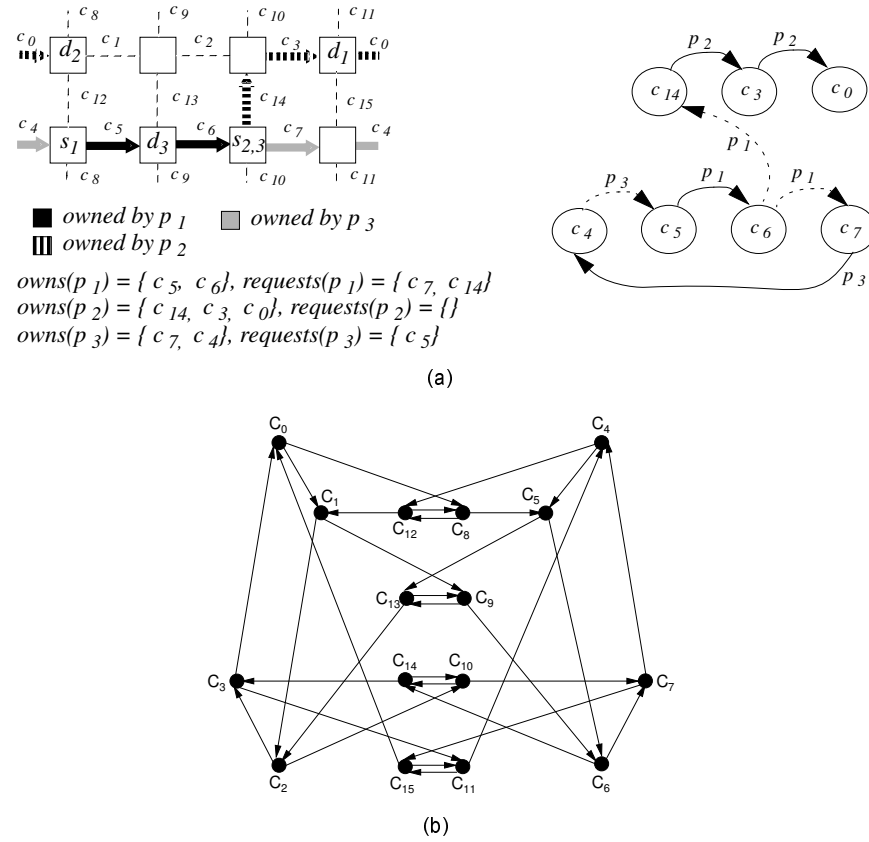 c 8 c 9 c 10 c 11
c 0 d 2 c 1 c 2 c 3 d 1 c 0
c 12 c 13 c 14 c 15
c 4 s 1 c 5 d 3 c 6 s 2,3 c 7 c 4
c 8 c 9 c 10 c 11
owned by p 1 owned by p 3
owned by p 2
owns(p 1) = { c 5, c 6}, requests(p 1) = { c 7, c 14}
owns(p 2) = { c 14, c 3, c 0}, requests(p 2) = {}
owns(p 3) = { c 7, c 4}, requests(p 3) = { c 5}
p 2 p 2
c 14 c 3 c 0
p 1
p 3 p 1 p 1
c 4 c 5 c 6 c 7
p 3
(a)
C0 C4
C1 C5
C12 C8
C13 C9
C14 C10
C3 C7
C2 C15 C11 C6
(b)